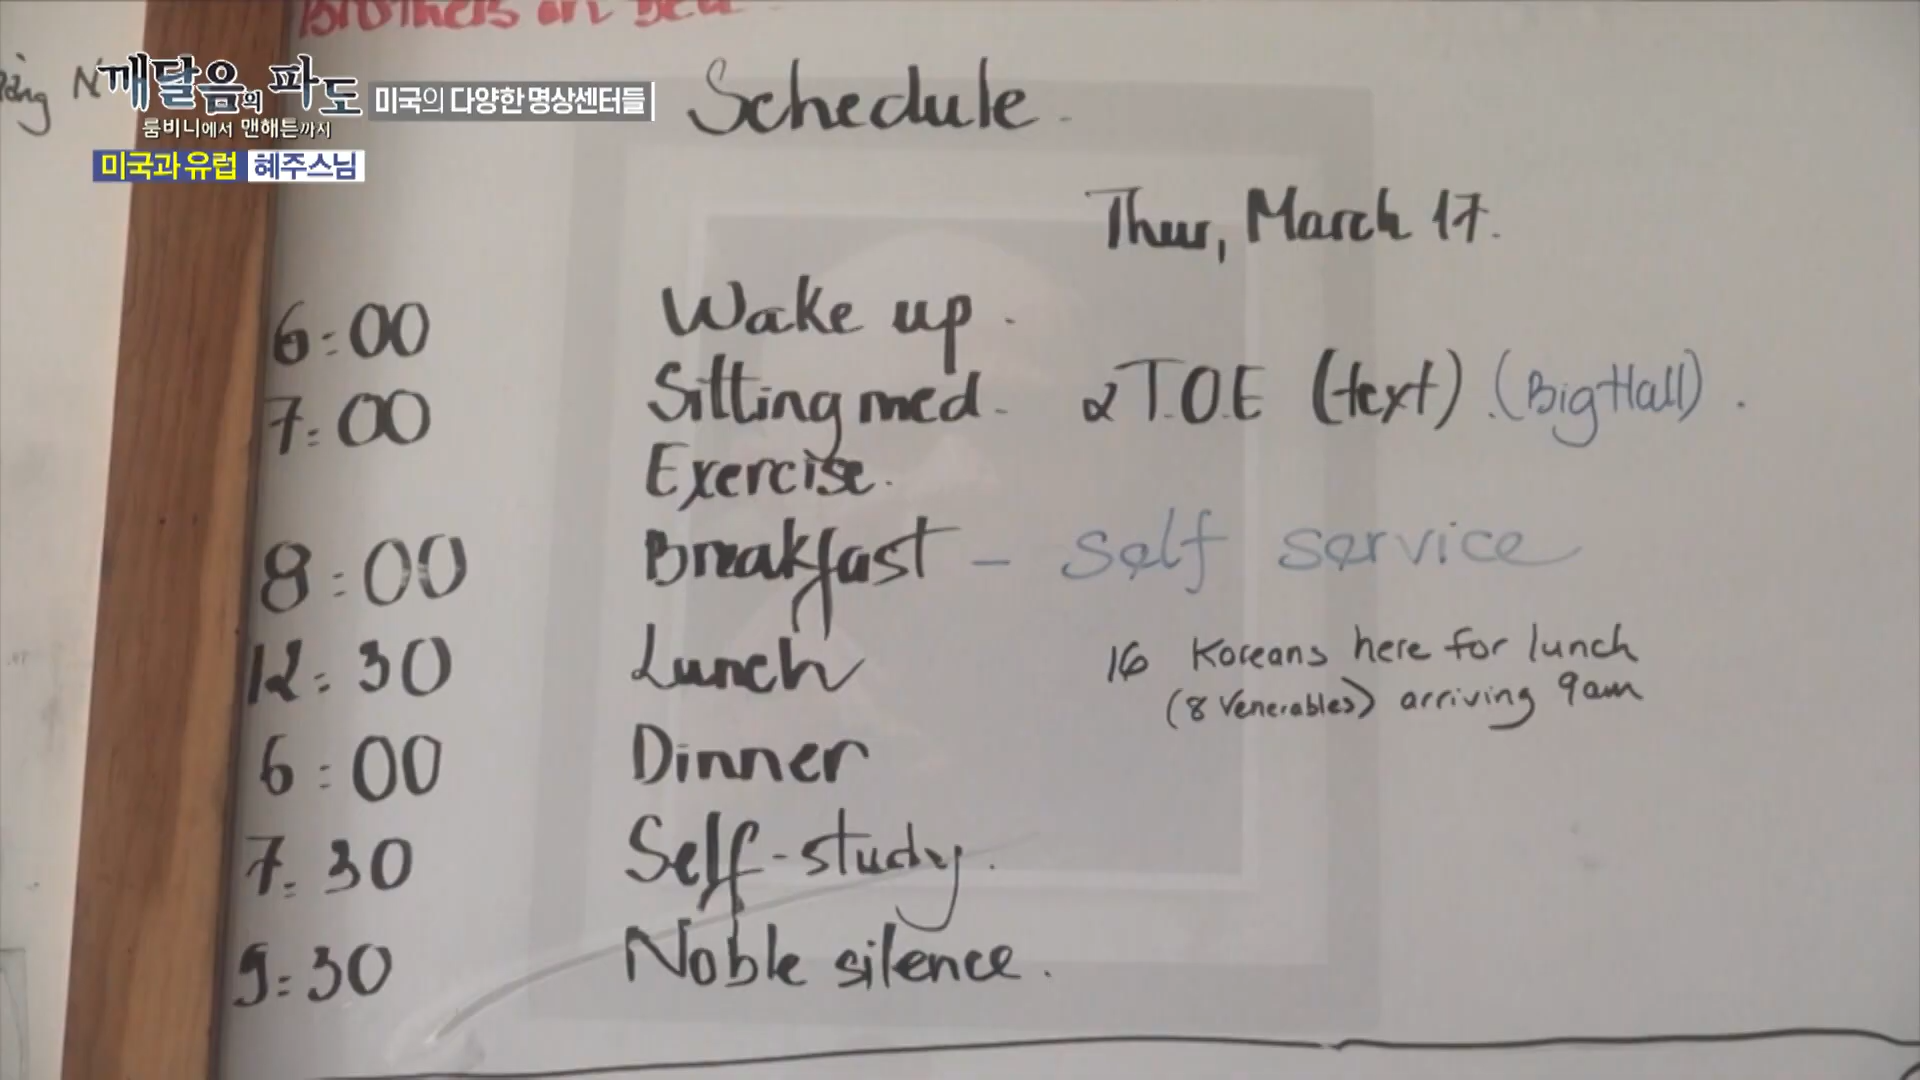 깨달음의 파도
룸비니에서 맨해튼까지
미국의 다양한 명상센터들
미국과 유럽 혜주스님
Schedule
Thur, March 17.
6:00 Wake up.
7:00 Sitting med. & T.O.E (text). (Big Hall).
Exercise.
8:00 Breakfast - Self service
12:30 Lunch 16 Koreans here for lunch
(8 Venerables) arriving 9am
6:00 Dinner
7:30 Self-study.
9:30 Noble silence.